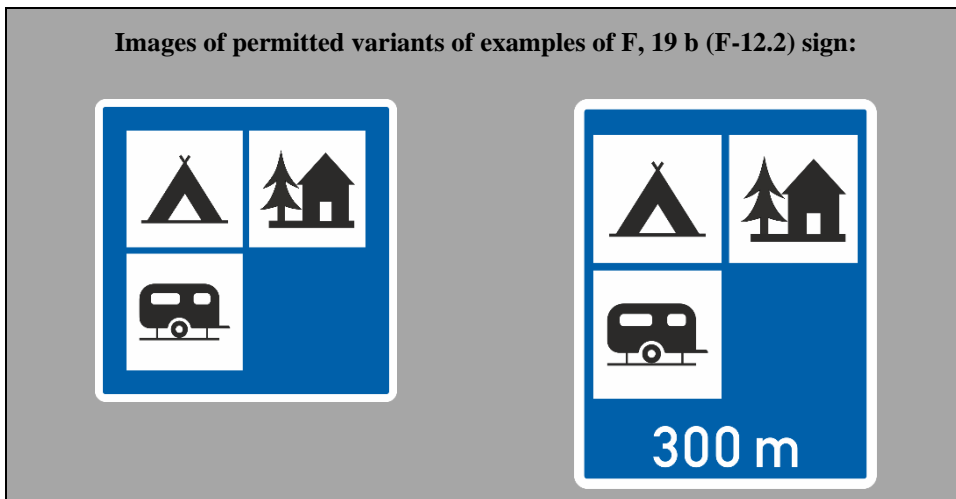 Images of permitted variants of examples of F, 19 b (F-12.2) sign:
300 m